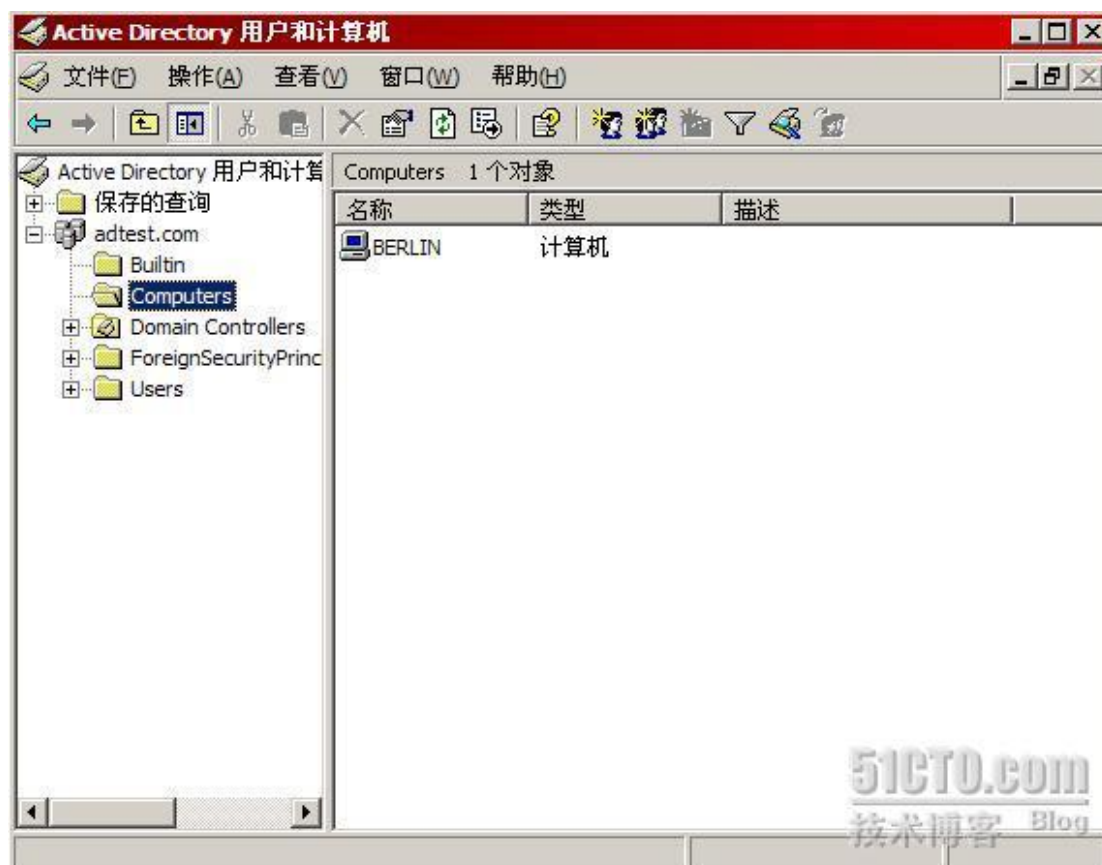 Active Directory 用户和计算机
文件(F) 操作(A) 查看(V) 窗口(W) 帮助(H)
Active Directory 用户和计算
保存的查询
adtest.com
Builtin
Computers
Domain Controllers
ForeignSecurityPrinc
Users
Computers 1 个对象
名称 类型 描述
BERLIN 计算机
51CTO.com
技术博客 Blog